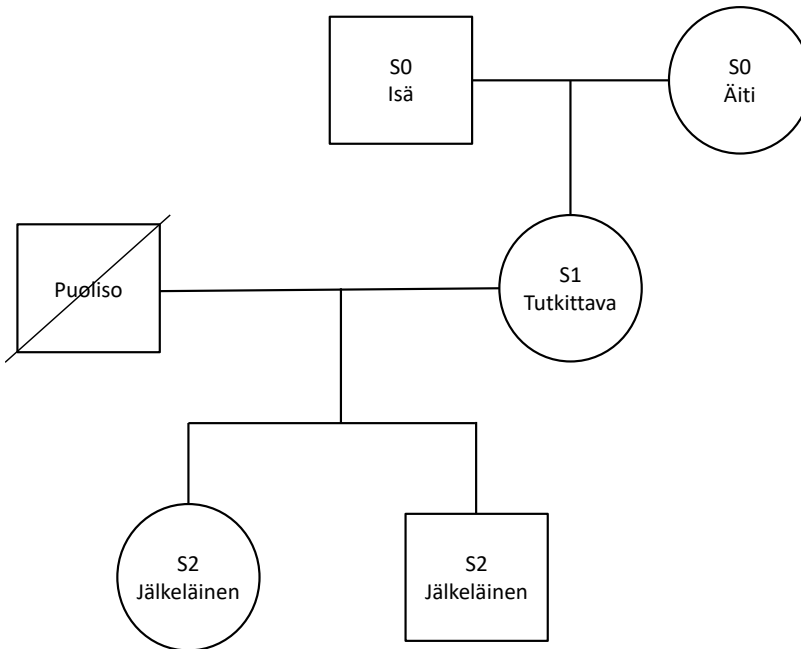 S0
Isä
S0
Äiti
Puoliso
S1
Tutkittava
S2
Jälkeläinen
S2
Jälkeläinen